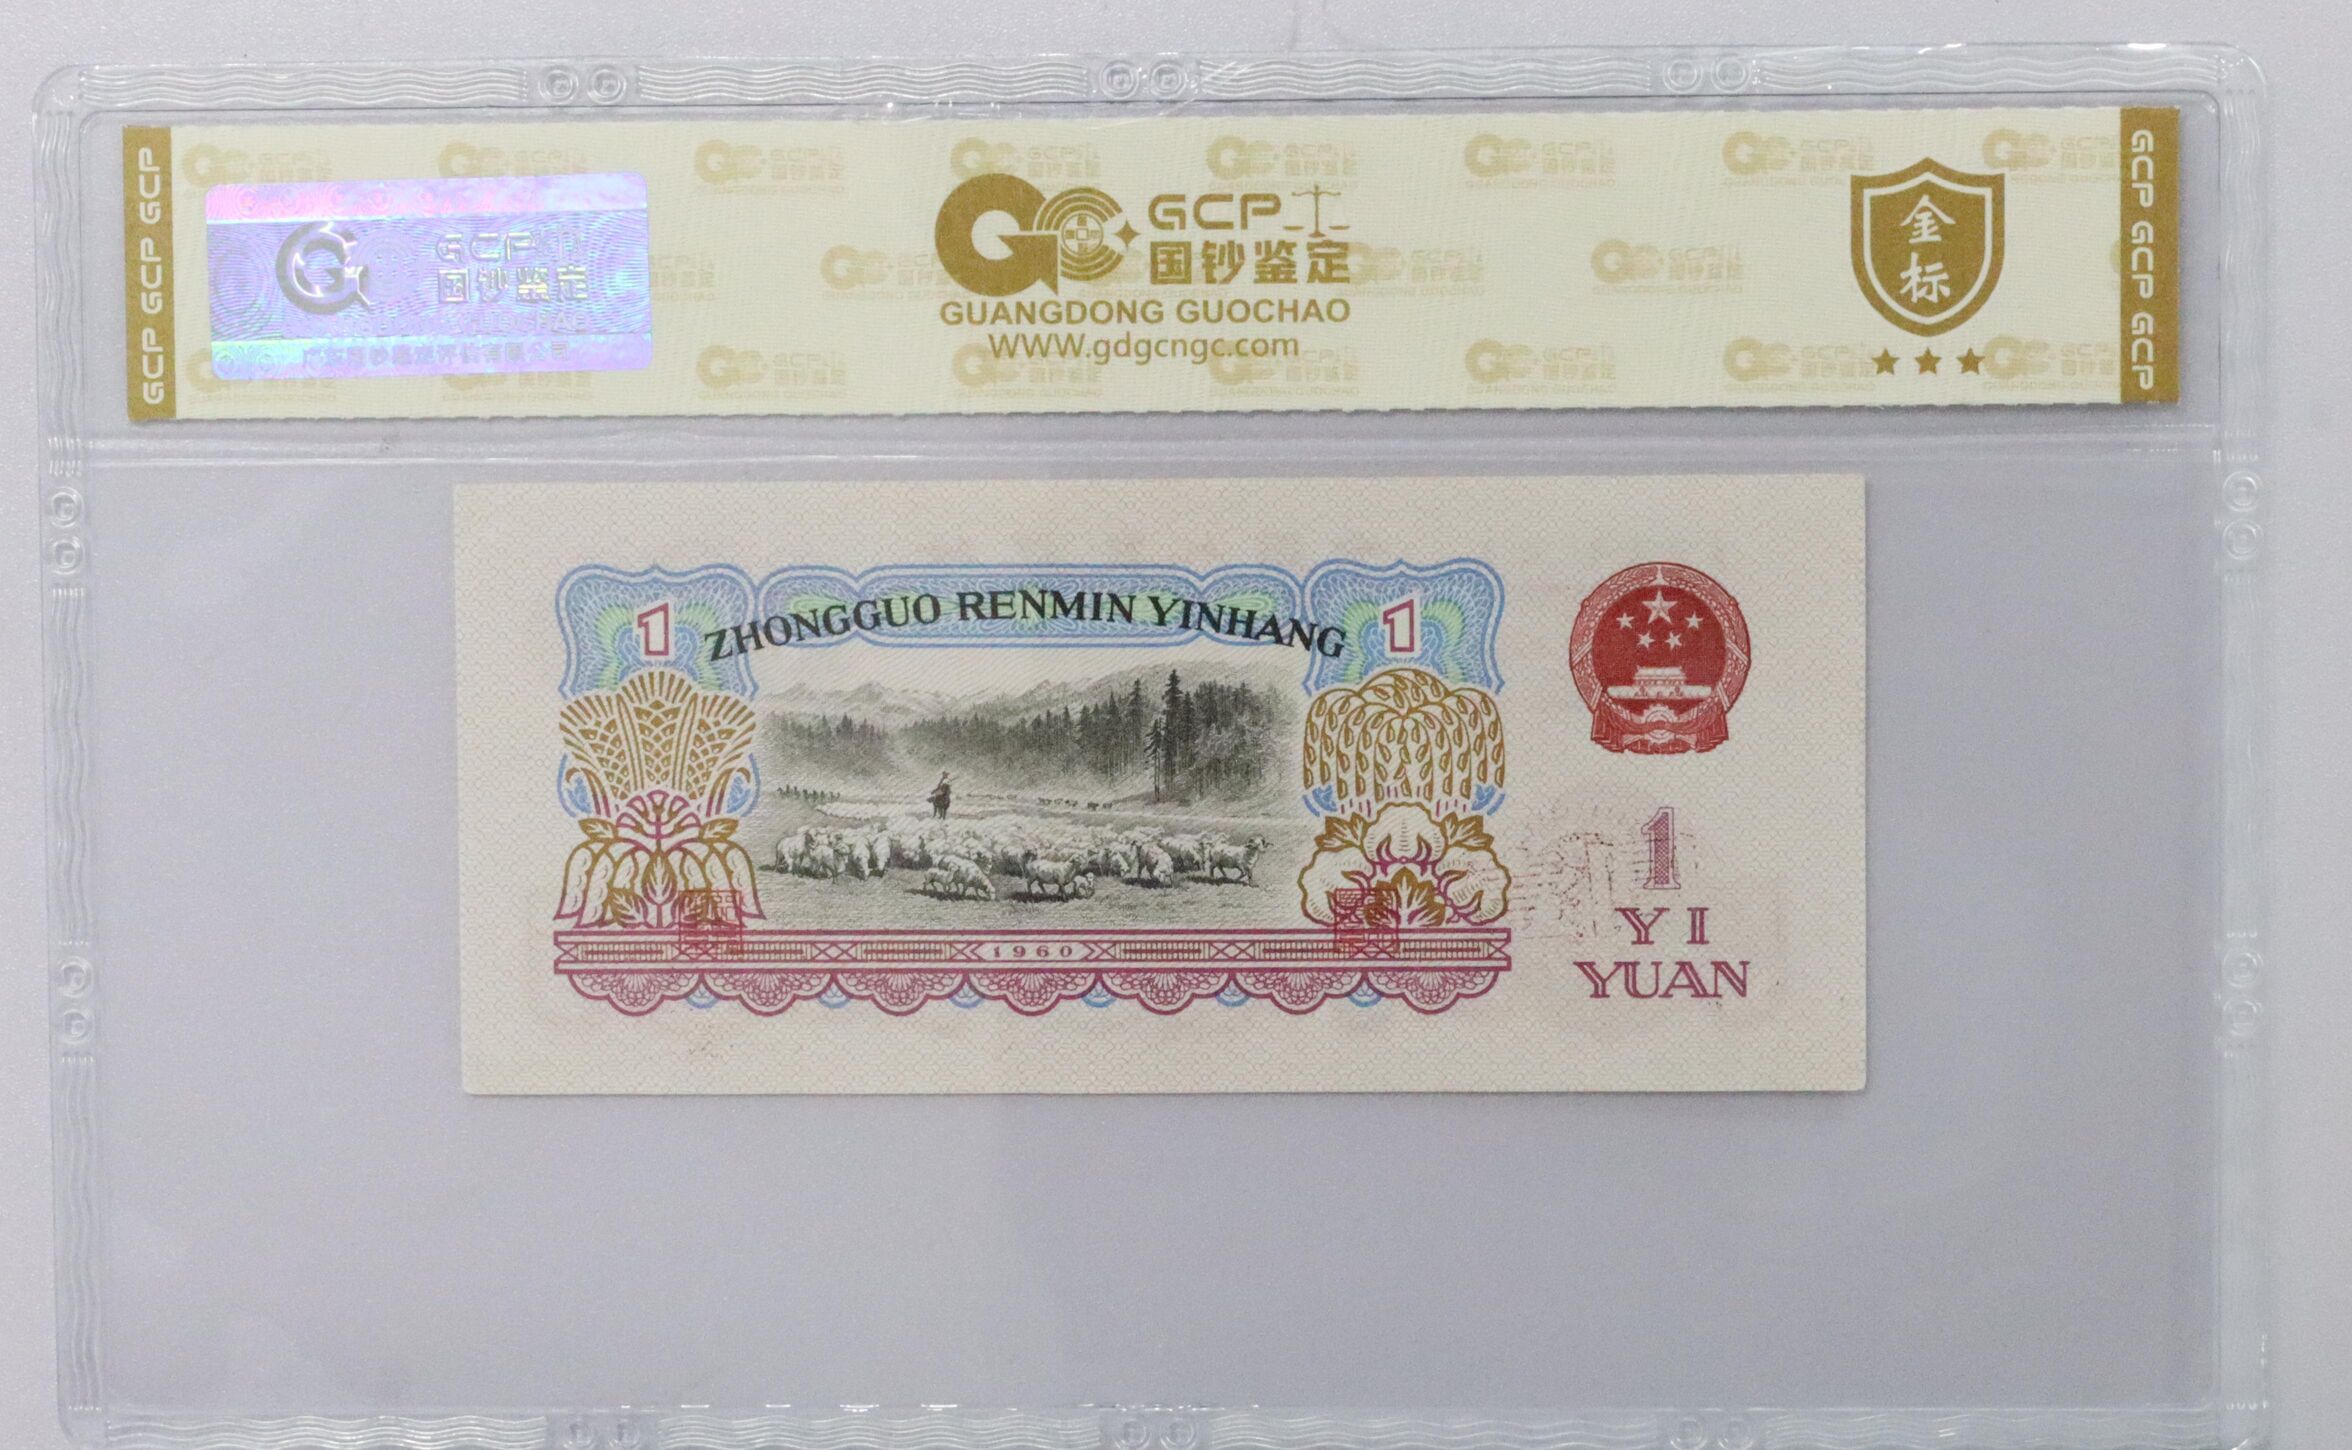 GCP GCP GCP
GCP
国钞鉴定
GUOCHAO
GCP
国钞鉴定
GUANGDONG GUOCHAO
www.gdgcngc.com
金标
GCP GCP GCP
ZHONGGUO RENMIN YINHANG
1
1
1960
1
YI
YUAN